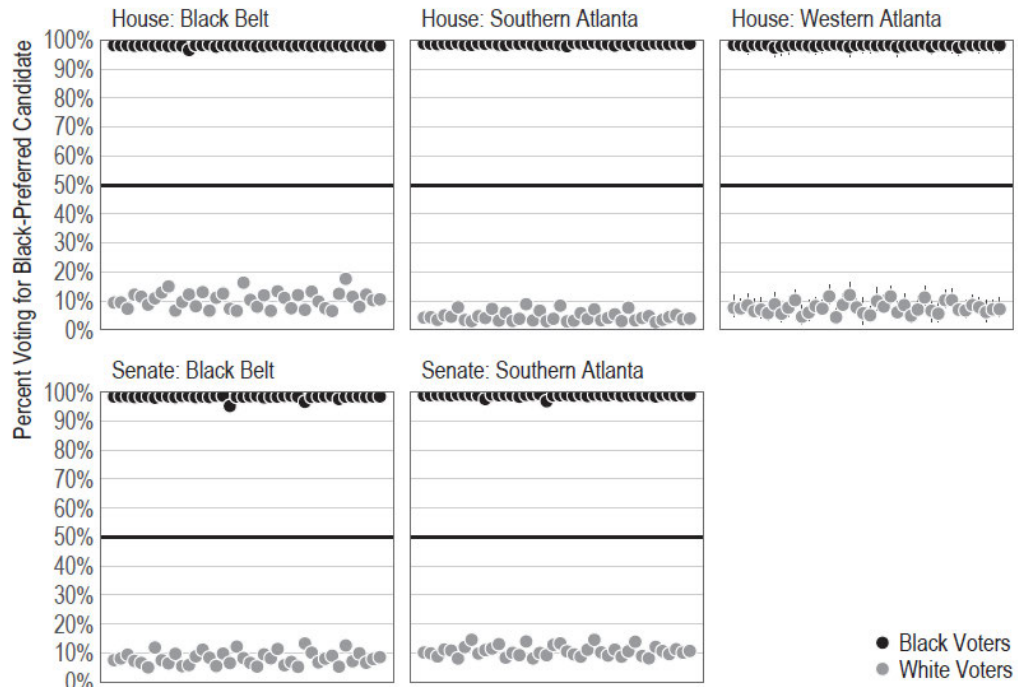 House: Black Belt
House: Southern Atlanta
House: Western Atlanta
Percent Voting for Black-Preferred Candidate
100%
90%
80%
70%
60%
50%
40%
30%
20%
10%
0%
Senate: Black Belt
Senate: Southern Atlanta
100%
90%
80%
70%
60%
50%
40%
30%
20%
10%
0%
Black Voters
White Voters